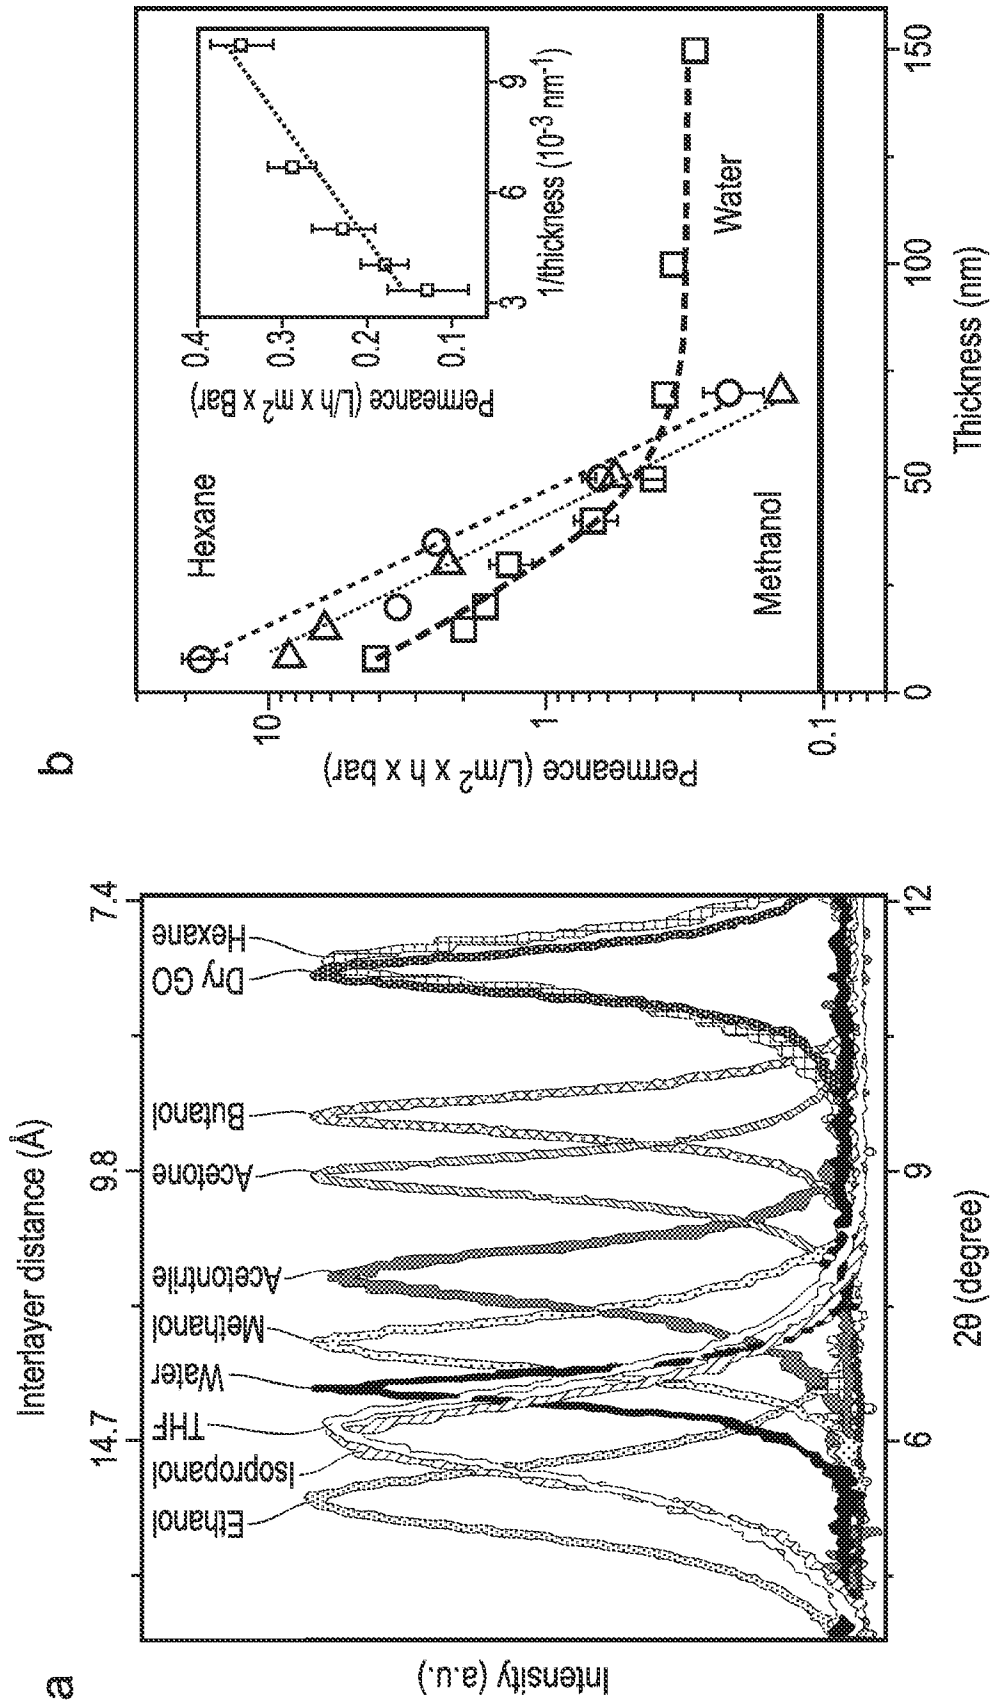 a
Interlayer distance (Å)
14.7
9.8
7.4
Ethanol
Isopropanol
THF
Water
Methanol
Acetontrile
Acetone
Butanol
Dry GO
Hexane
Intensity (a.u.)
6
9
12
2θ (degree)
b
Permeance (L/m² x h x bar)
10
1
0.1
Hexane
Methanol
Water
0
50
100
150
Thickness (nm)
Permeance (L/h x m² x Bar)
0.4
0.3
0.2
0.1
3
6
9
1/thickness (10⁻³ nm⁻¹)